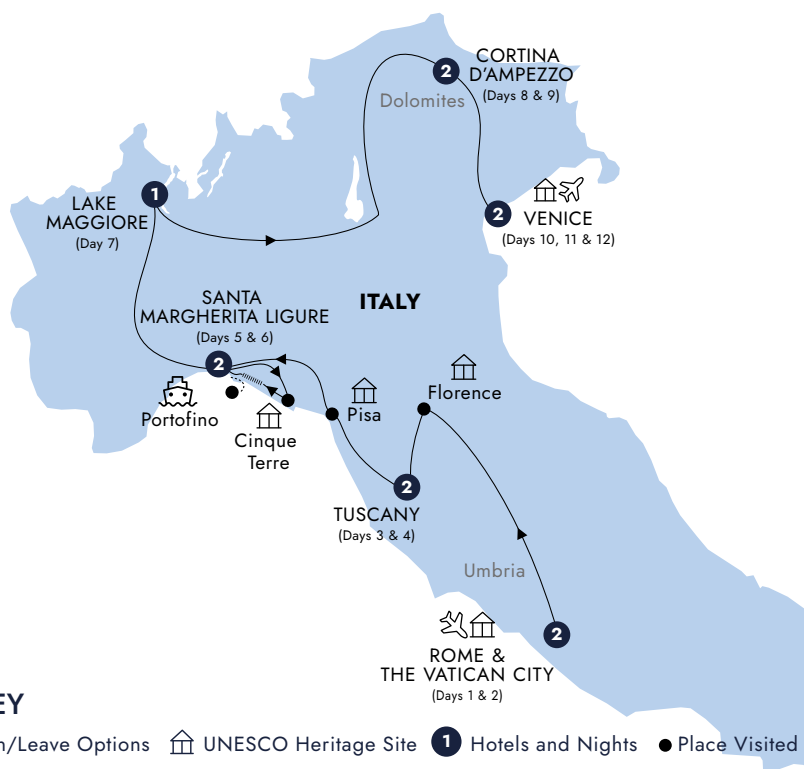 2
CORTINA
D'AMPEZZO
(Days 8 & 9)
Dolomites
1
LAKE
MAGGIORE
(Day 7)
2
VENICE
(Days 10, 11 & 12)
SANTA
MARGHERITA LIGURE
(Days 5 & 6)
ITALY
2
Portofino
Cinque
Terre
Pisa
Florence
2
TUSCANY
(Days 3 & 4)
Umbria
2
ROME &
THE VATICAN CITY
(Days 1 & 2)
EY
n/Leave Options
UNESCO Heritage Site
1 Hotels and Nights
Place Visited